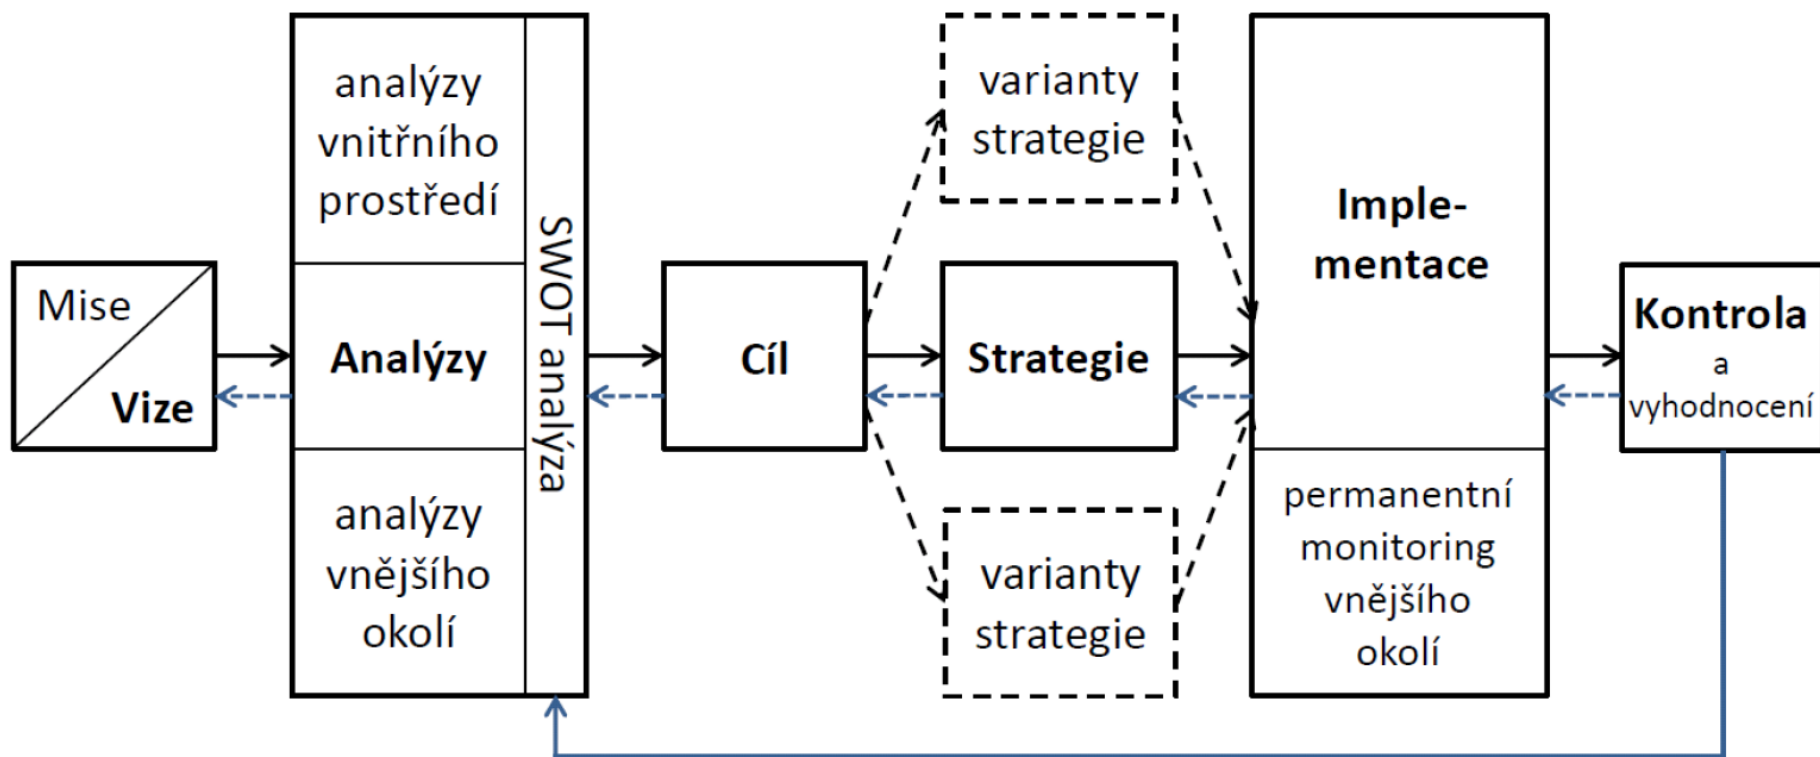 Mise
Vize
analýzy
vnitřního
prostředí
Analýzy
analýzy
vnějšího
okolí
SWOT analýza
Cíl
varianty
strategie
Strategie
varianty
strategie
Imple-
mentace
permanentní
monitoring
vnějšího
okolí
Kontrola
a
vyhodnocení